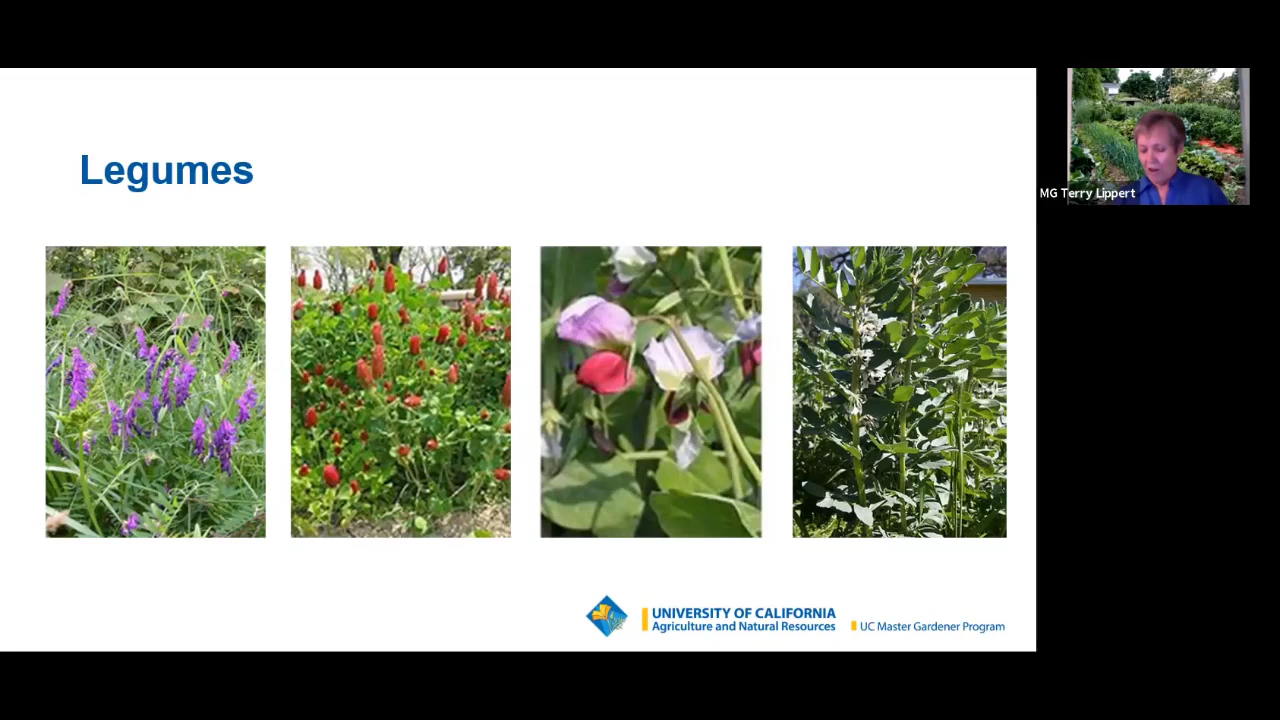 Legumes
MG Terry Lippert
UNIVERSITY OF CALIFORNIA
Agriculture and Natural Resources
UC Master Gardener Program